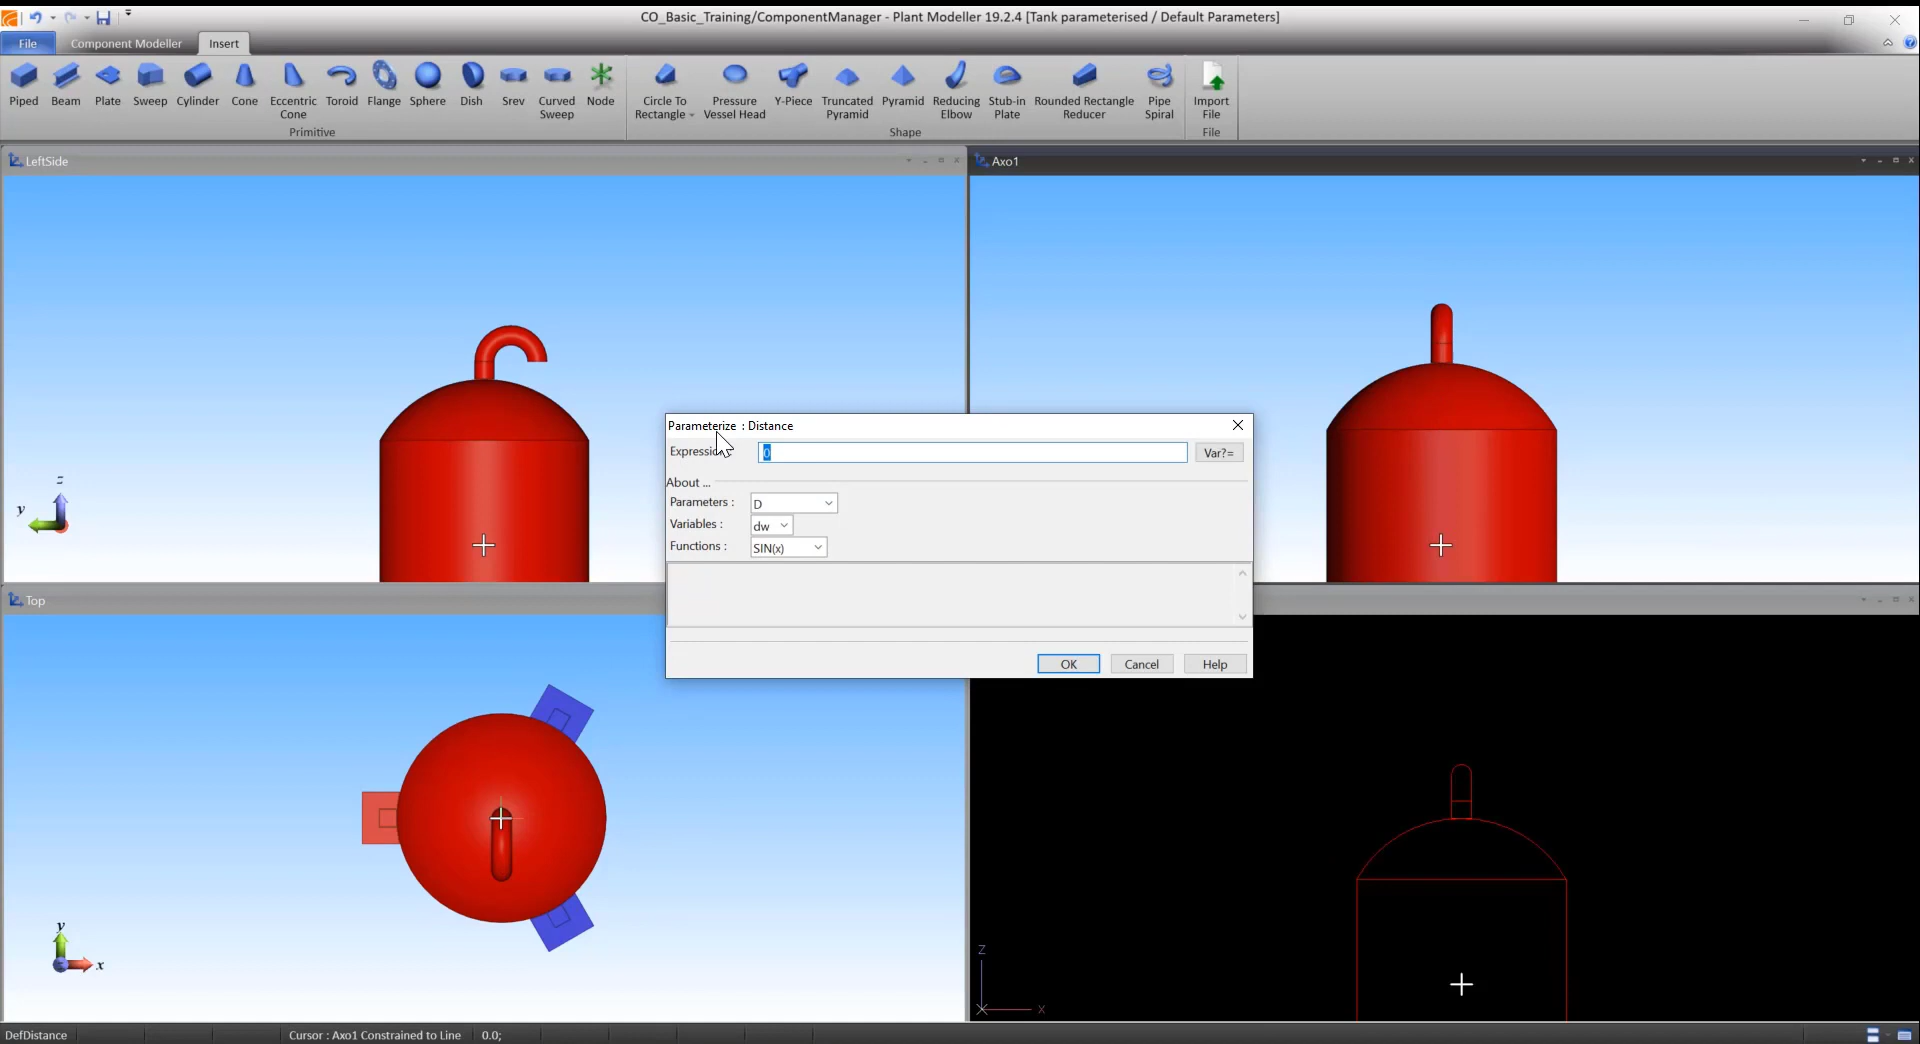 CO_Basic_Training/ComponentManager - Plant Modeller 19.2.4 [Tank parameterised / Default Parameters]
File Component Modeller Insert
Piped Beam Plate Sweep Cylinder Cone Eccentric Cone Toroid Flange Sphere Dish Srev Curved Sweep Node
Circle To Rectangle Pressure Vessel Head Y-Piece Truncated Pyramid Pyramid Reducing Elbow Stub-in Plate Rounded Rectangle Reducer Pipe Spiral Import File
Primitive Shape File
LeftSide Axo1
z
y
Parameterize : Distance
Expressi
0
Var?=
About ...
Parameters : D
Variables : dw
Functions : SIN(x)
OK Cancel Help
Top
y
x
Z
X
DefDistance Cursor : Axo1 Constrained to Line 0.0;